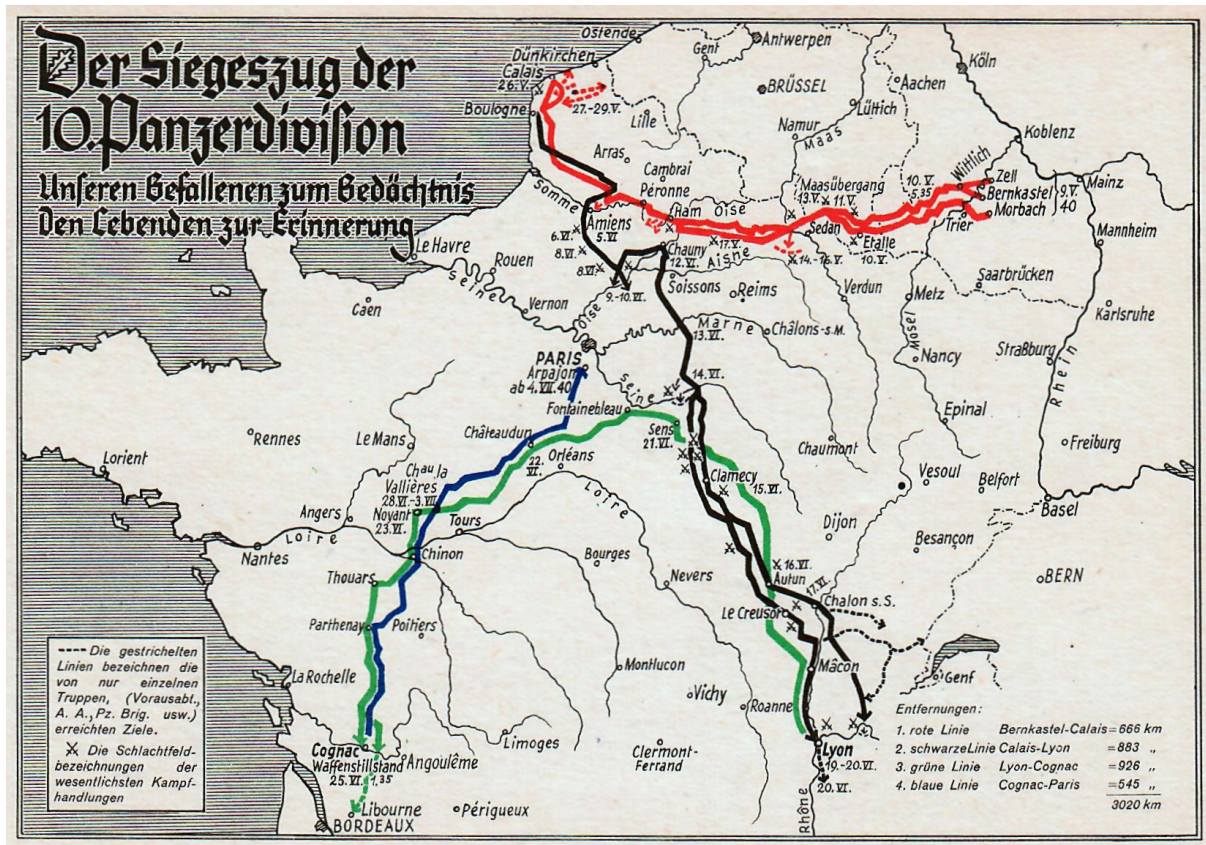 Der Siegeszug der
10. Panzerdivision
Unseren Gefallenen zum Gedächtnis
Den Lebenden zur Erinnerung
Ostende
Dünkirchen
Calais
26.V.
Boulogne
27.-29.V.
Gent
Antwerpen
BRÜSSEL
Lille
Löttich
Aachen
Köln
Namur
Maas
Koblenz
Arras
Cambrai
Péronne
Somme
Amiens
5.VI.
6.VI.
8.VI.
8.VI.
Ham
Oise
Maasübergang
13.V.
11.V.
10.V.
5,35
Wittlich
Zell
Bernkastel
Morbach
9.V.
40
Mainz
Trier
Sedan
Etalle
10.V.
14.-16.V.
17.V.
Chauny
12.VI.
Aisne
Soissons
Reims
9.-10.VI.
Oise
Le Havre
Rouen
Seine
Vernon
Cáen
Verdun
Metz
Mosel
Saarbrücken
Mannheim
Karlsruhe
Marne
13.VI.
Châlons-s.M.
Nancy
Straßburg
Rhein
PARIS
Arpajon
ab 4.VII.40
Seine
14.VI.
Fontainebleau
Sens
21.VI.
Epinal
Freiburg
Chaumont
Rennes
Le Mans
Châteaudun
Orléans
22.
VI.
Lorient
Chau. la
Vallières
28.VI.-3.VII
Noyant
23.VI.
Angers
Tours
Loire
Clamecy
15.VI.
Vesoul
Belfort
Basel
Dijon
Besançon
Loire
Nantes
Chinon
Bourges
Nevers
16.VI.
Autun
BERN
Thouars
Le Creusot
17.VI.
Chalon s.S.
Parthenay
Poitiers
Montlucon
Mâcon
Genf
La Rochelle
Vichy
Roanne
Cognac
Waffenstillstand
25.VI. 1,35
Angoulême
Limoges
Clermont-
Ferrand
Lyon
19.-20.VI.
20.VI.
Rhône
Libourne
BORDEAUX
Périgueux
---- Die gestrichelten
Linien bezeichnen die
von nur einzelnen
Truppen, (Vorausabt.,
A. A., Pz. Brig. usw.)
erreichten Ziele.
Die Schlachtfeld-
bezeichnungen der
wesentlichsten Kampf-
handlungen
Entfernungen:
1. rote Linie Bernkastel-Calais=666 km
2. schwarzeLinie Calais-Lyon =883 „
3. grüne Linie Lyon-Cognac =926 „
4. blaue Linie Cognac-Paris =545 „
3020 km